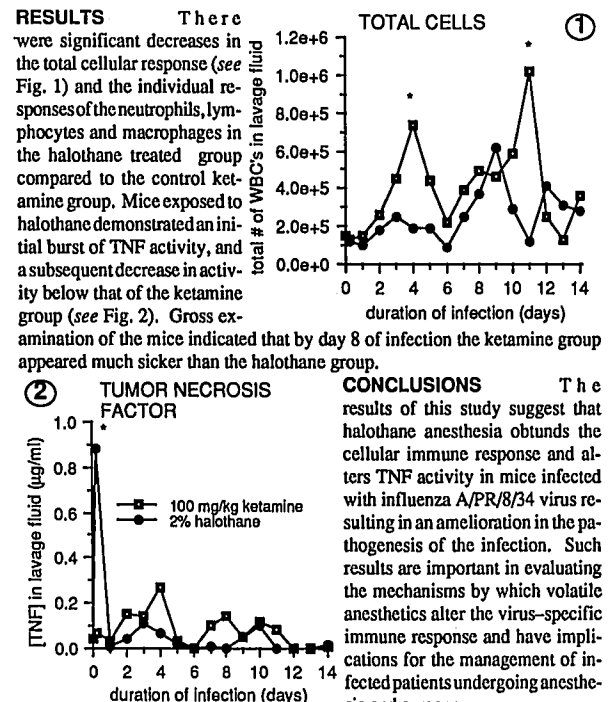 RESULTS There
were significant decreases in
the total cellular response (see
Fig. 1) and the individual re-
sponses of the neutrophils, lym-
phocytes and macrophages in
the halothane treated group
compared to the control ket-
amine group. Mice exposed to
halothane demonstrated an ini-
tial burst of TNF activity, and
a subsequent decrease in activ-
ity below that of the ketamine
group (see Fig. 2). Gross ex-
TOTAL CELLS
1
total # of WBC's in lavage fluid
1.2e+6
1.0e+6
8.0e+5
6.0e+5
4.0e+5
2.0e+5
0.0e+0
*
*
0 2 4 6 8 10 12 14
duration of infection (days)
amination of the mice indicated that by day 8 of infection the ketamine group
appeared much sicker than the halothane group.
2
TUMOR NECROSIS
FACTOR
[TNF] in lavage fluid (µg/ml)
1.0
0.8
0.6
0.4
0.2
0.0
*
100 mg/kg ketamine
2% halothane
0 2 4 6 8 10 12 14
duration of infection (days)
CONCLUSIONS The
results of this study suggest that
halothane anesthesia obtunds the
cellular immune response and al-
ters TNF activity in mice infected
with influenza A/PR/8/34 virus re-
sulting in an amelioration in the pa-
thogenesis of the infection. Such
results are important in evaluating
the mechanisms by which volatile
anesthetics alter the virus–specific
immune response and have impli-
cations for the management of in-
fected patients undergoing anesthe-